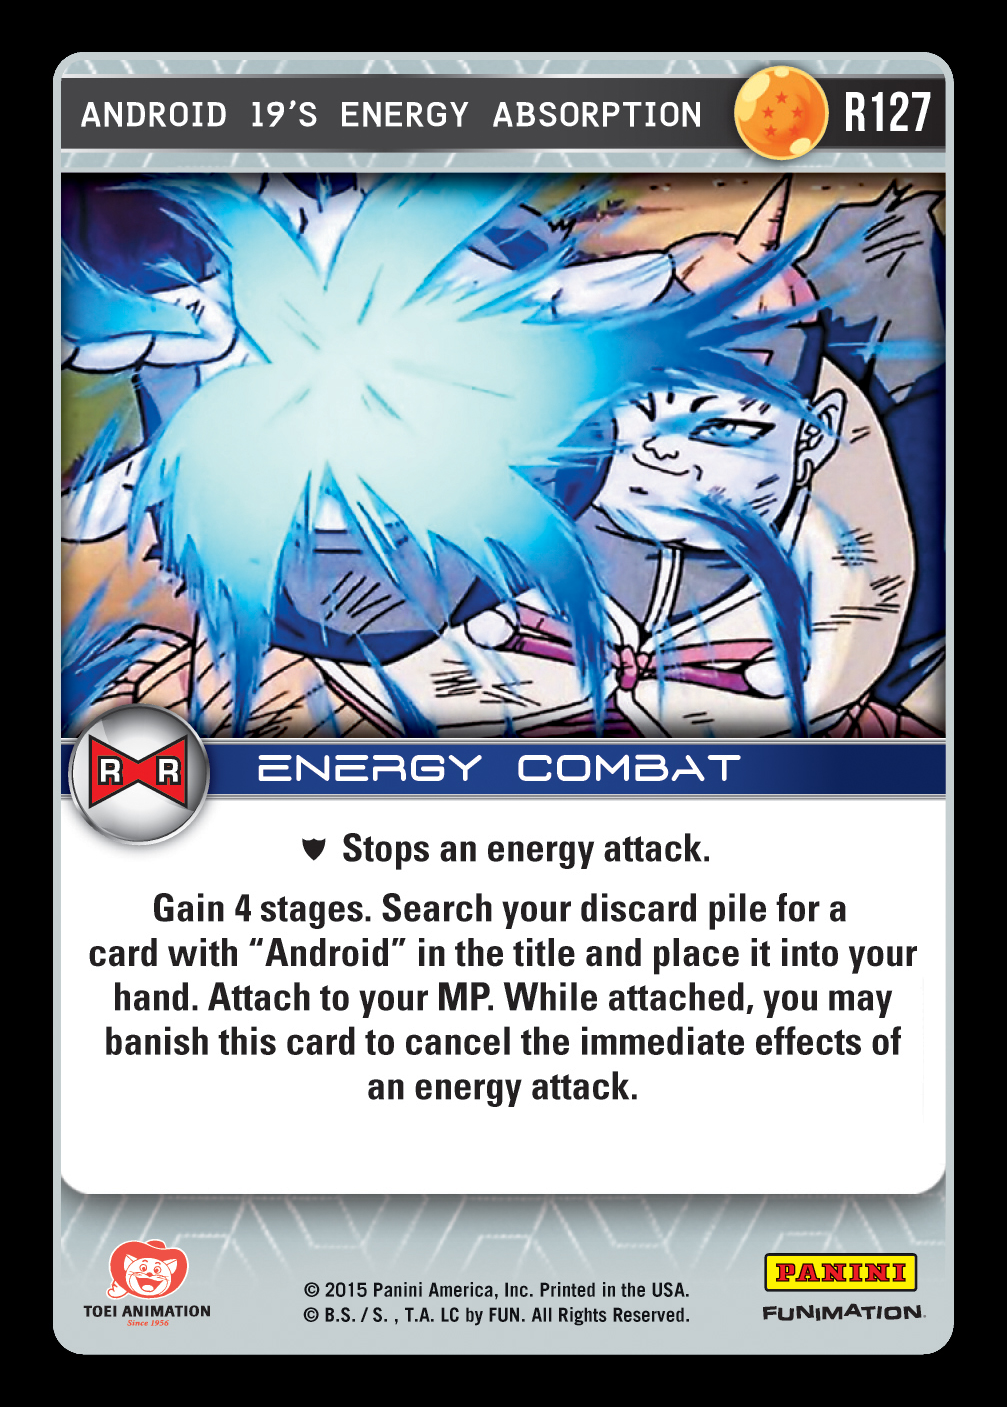 ANDROID 19'S ENERGY ABSORPTION
R127
R R
ENERGY COMBAT
Stops an energy attack.
Gain 4 stages. Search your discard pile for a
card with “Android” in the title and place it into your
hand. Attach to your MP. While attached, you may
banish this card to cancel the immediate effects of
an energy attack.
TOEI ANIMATION
Since 1956
© 2015 Panini America, Inc. Printed in the USA.
© B.S. / S. , T.A. LC by FUN. All Rights Reserved.
PANINI
FUNIMATION